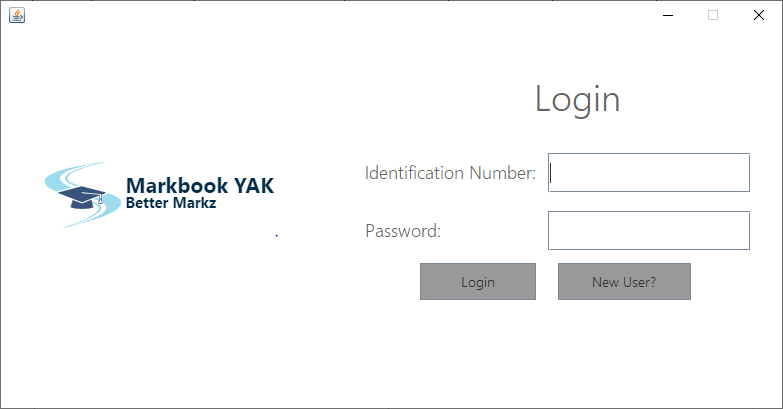 Login
Markbook YAK
Better Markz
Identification Number:
Password:
Login
New User?